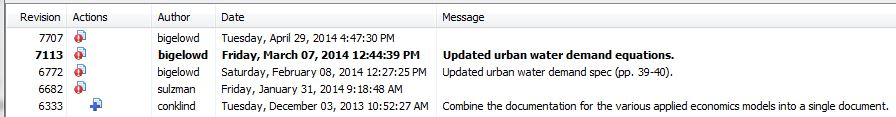 Revision Actions Author Date Message
7707 bigelowd Tuesday, April 29, 2014 4:47:30 PM
7113 bigelowd Friday, March 07, 2014 12:44:39 PM Updated urban water demand equations.
6772 bigelowd Saturday, February 08, 2014 12:27:25 PM Updated urban water demand spec (pp. 39-40).
6682 sulzman Friday, January 31, 2014 9:18:48 AM
6333 conklind Tuesday, December 03, 2013 10:52:27 AM Combine the documentation for the various applied economics models into a single document.